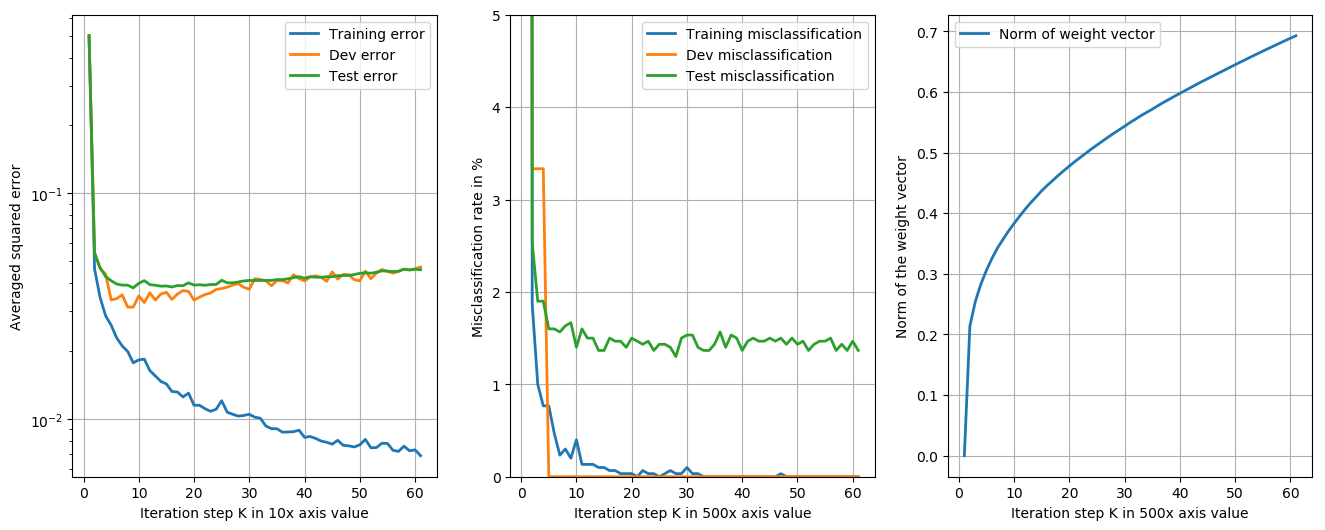 Averaged squared error
10⁻¹
10⁻²
Training error
Dev error
Test error
0 10 20 30 40 50 60
Iteration step K in 10x axis value
Misclassification rate in %
5
4
3
2
1
0
Training misclassification
Dev misclassification
Test misclassification
0 10 20 30 40 50 60
Iteration step K in 500x axis value
Norm of the weight vector
0.7
0.6
0.5
0.4
0.3
0.2
0.1
0.0
Norm of weight vector
0 10 20 30 40 50 60
Iteration step K in 500x axis value